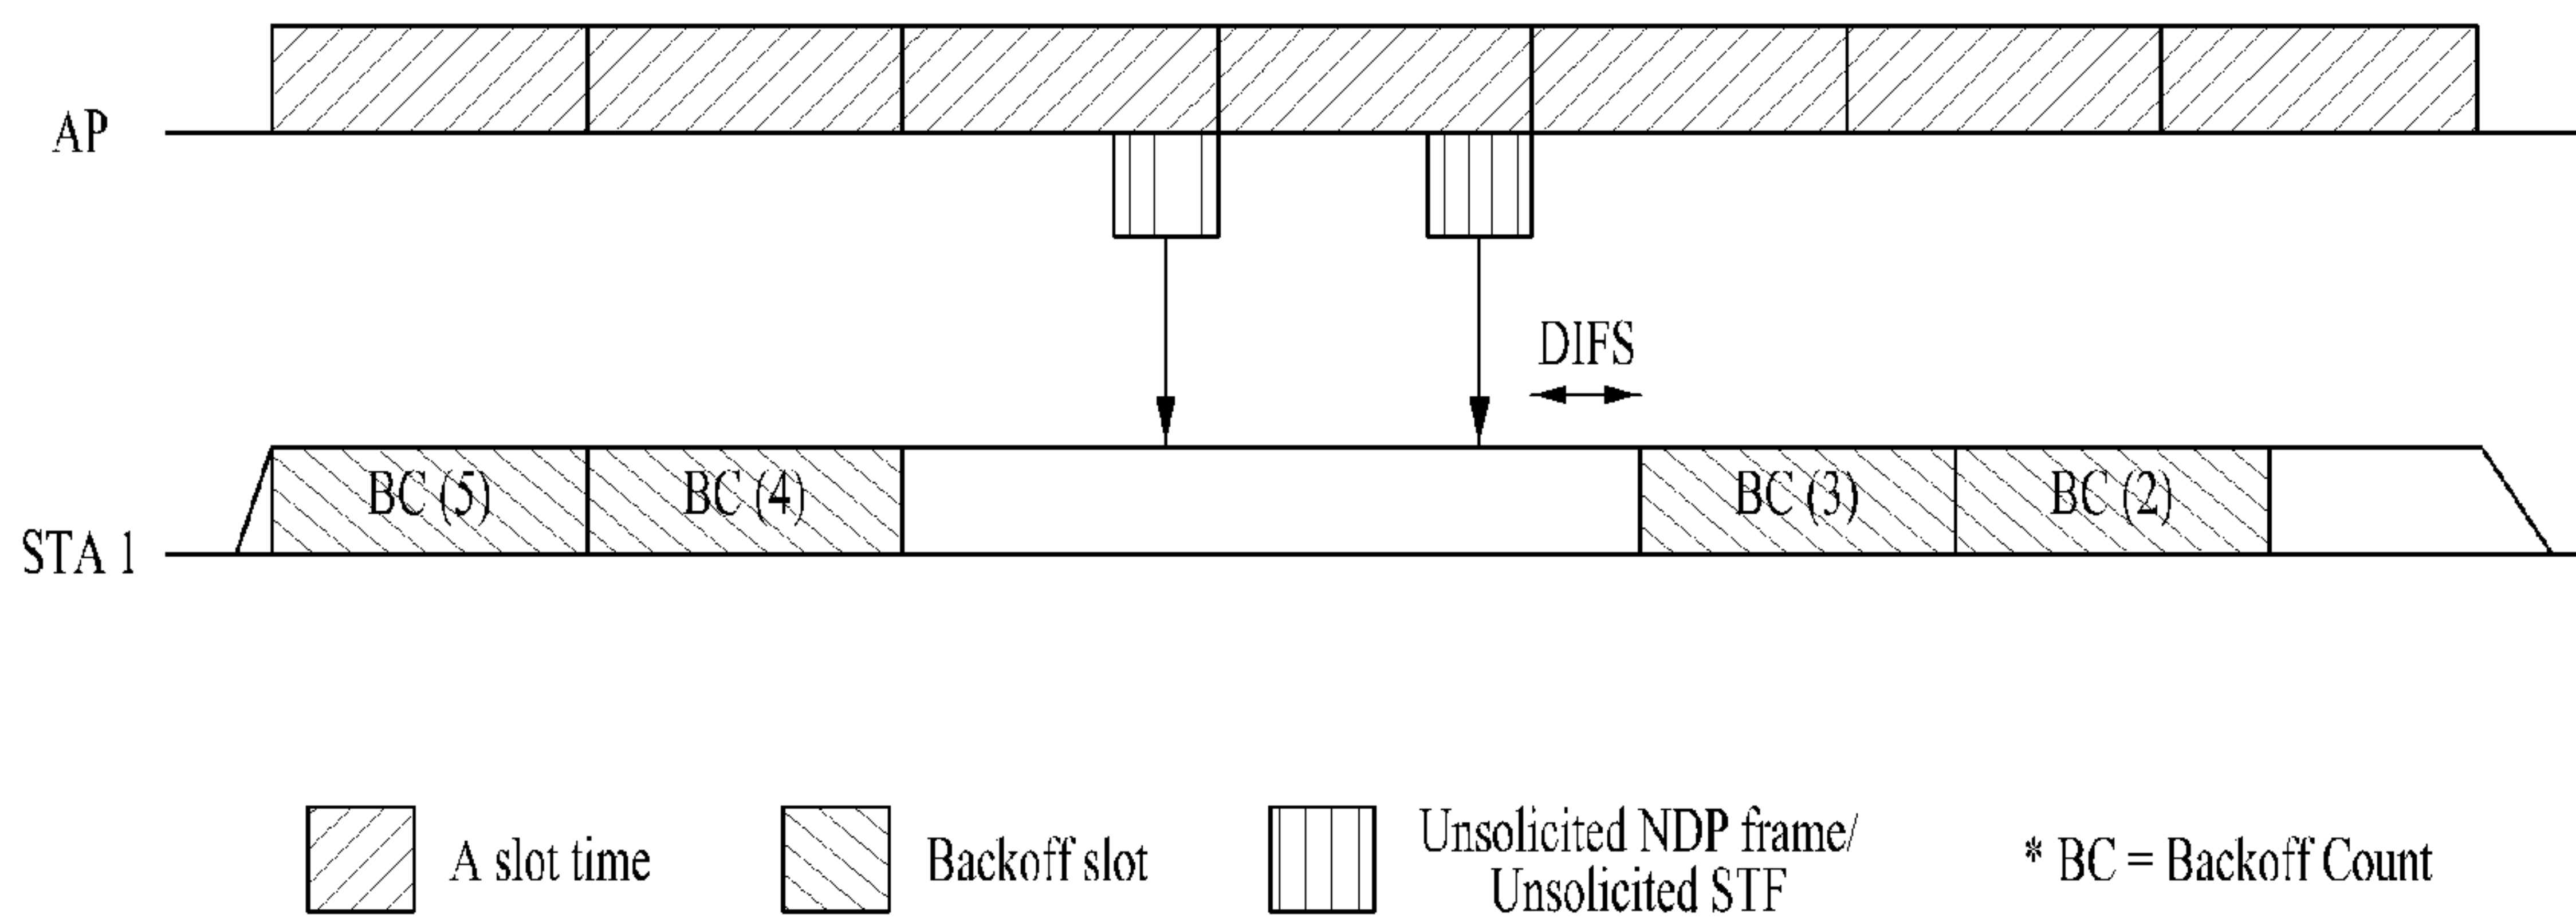 AP
DIFS
STA 1
BC (5)
BC (4)
BC (3)
BC (2)
A slot time
Backoff slot
Unsolicited NDP frame/
Unsolicited STF
* BC = Backoff Count